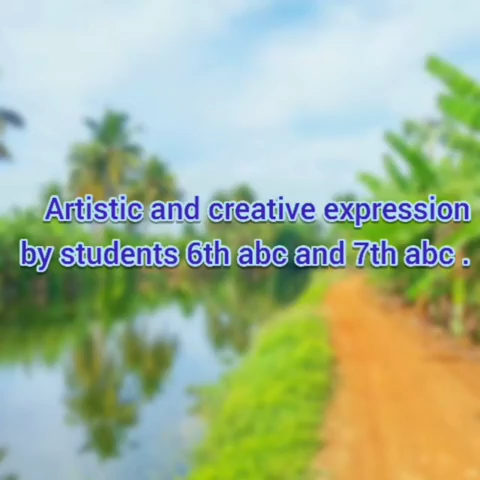 Artistic and creative expression
by students 6th abc and 7th abc .